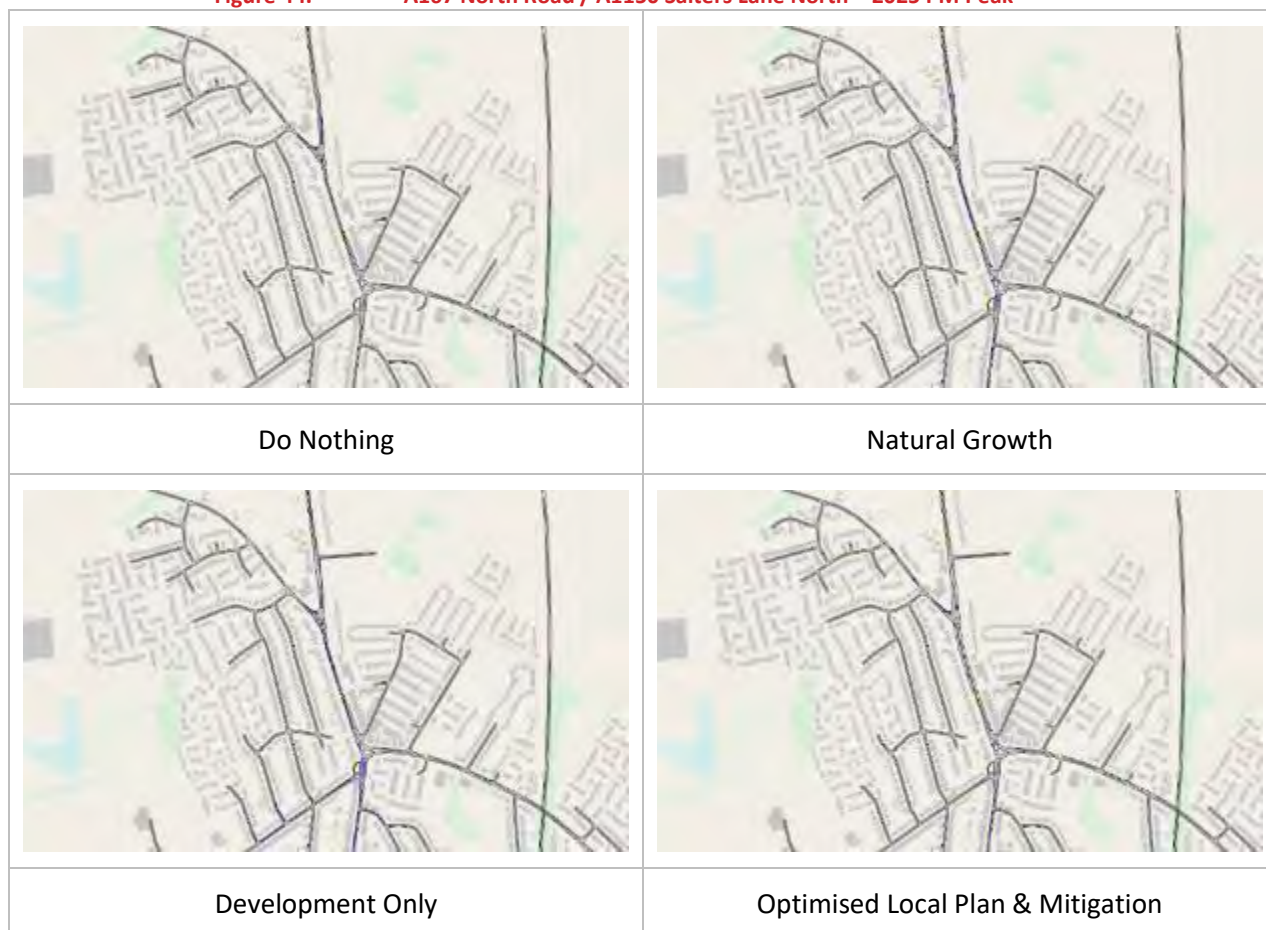 A167 North Road / A1150 Salters Lane North – 2025 PM Peak
Do Nothing
Natural Growth
Development Only
Optimised Local Plan & Mitigation